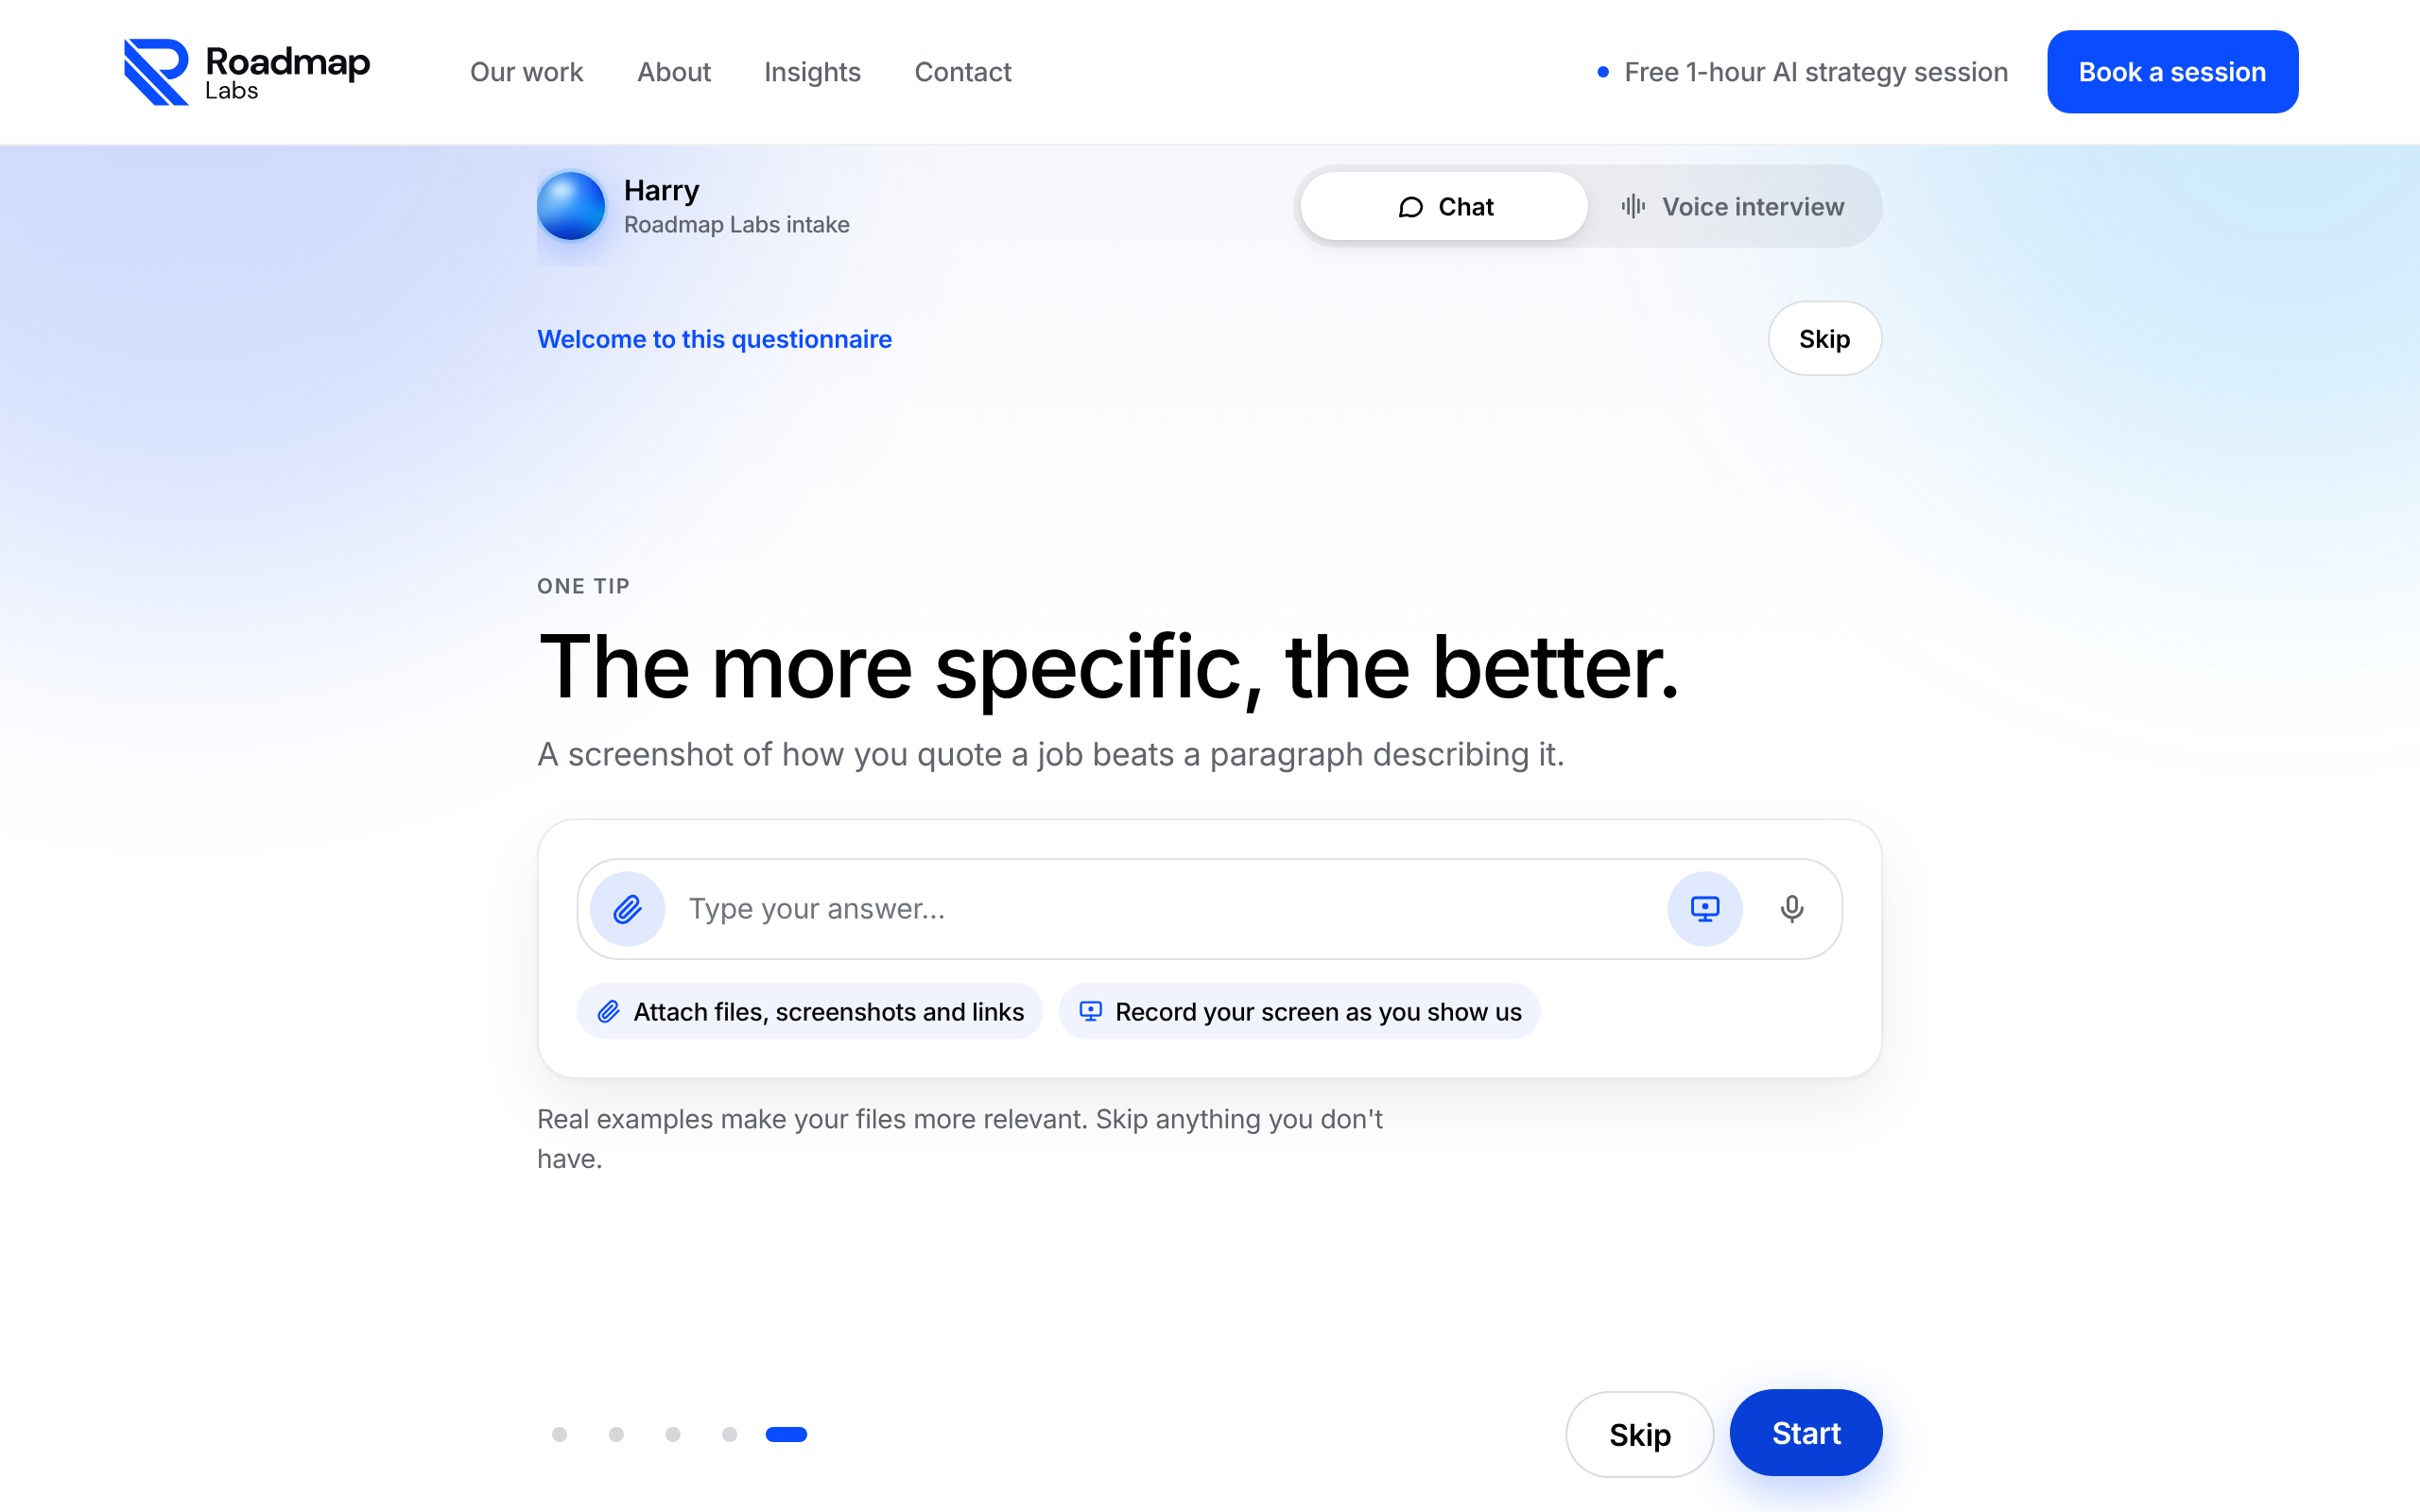 Roadmap
Labs
Our work
About
Insights
Contact
Free 1-hour AI strategy session
Book a session
Harry
Roadmap Labs intake
Chat
Voice interview
Welcome to this questionnaire
Skip
ONE TIP
The more specific, the better.
A screenshot of how you quote a job beats a paragraph describing it.
Type your answer...
Attach files, screenshots and links
Record your screen as you show us
Real examples make your files more relevant. Skip anything you don't
have.
Skip
Start